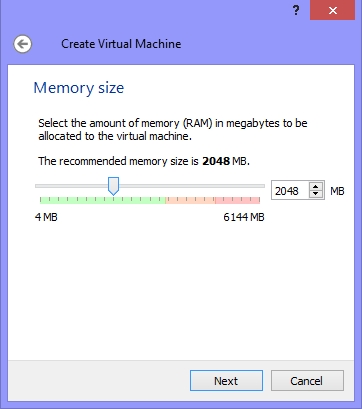 ?
Create Virtual Machine
Memory size
Select the amount of memory (RAM) in megabytes to be
allocated to the virtual machine.
The recommended memory size is 2048 MB.
2048 MB
4 MB 6144 MB
Next Cancel